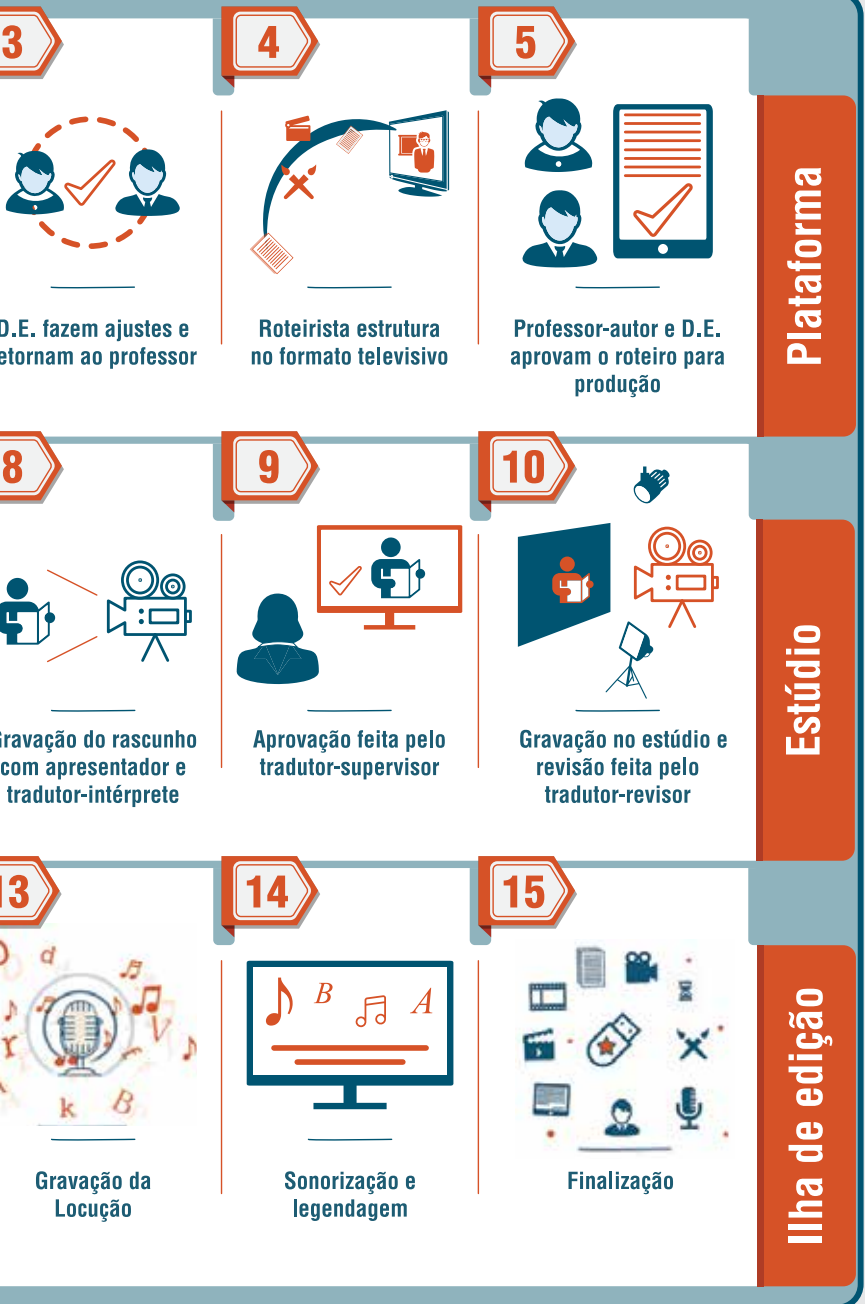 3
4
5
D.E. fazem ajustes e
retornam ao professor
Roteirista estrutura
no formato televisivo
Professor-autor e D.E.
aprovam o roteiro para
produção
Plataforma
8
9
10
Gravação do rascunho
com apresentador e
tradutor-intérprete
Aprovação feita pelo
tradutor-supervisor
Gravação no estúdio e
revisão feita pelo
tradutor-revisor
Estúdio
13
14
15
d
V
r
k
B
B
A
Gravação da
Locução
Sonorização e
legendagem
Finalização
Ilha de edição